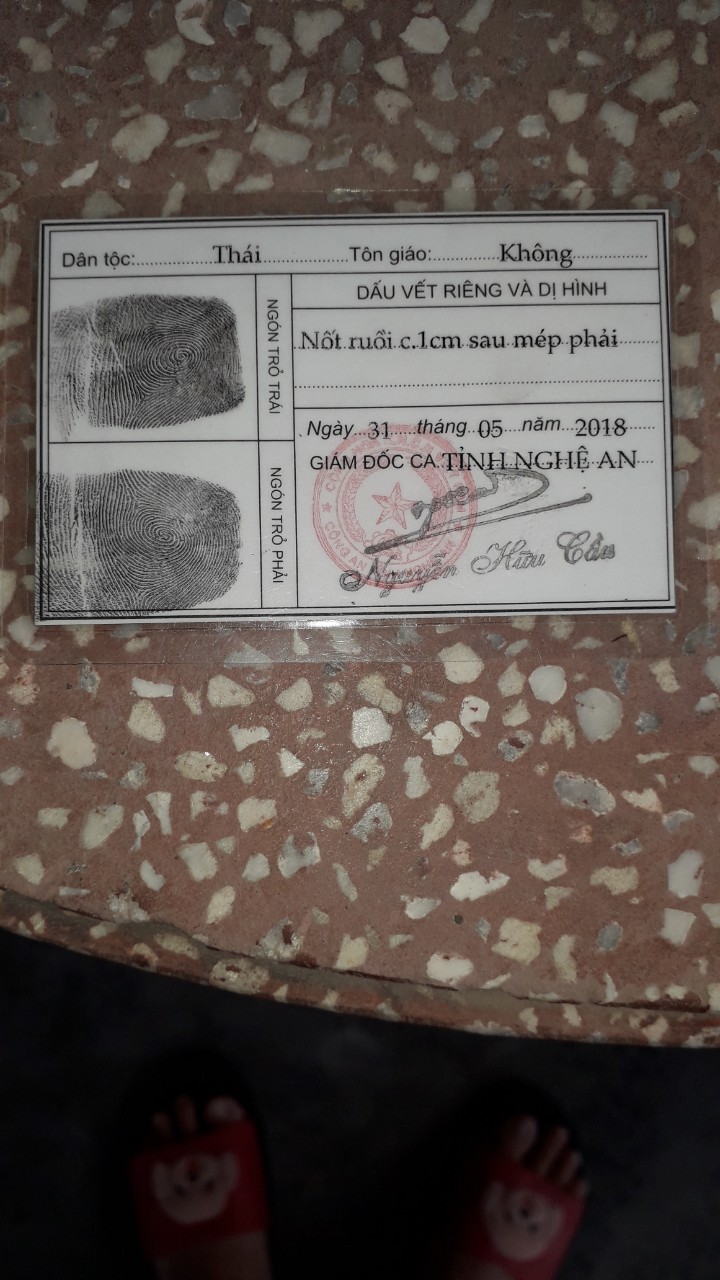 Dân tộc:................Thái.....................Tôn giáo:..............Không...................
DẤU VẾT RIÊNG VÀ DỊ HÌNH
Nốt ruồi c.1cm sau mép phải
NGÓN TRỎ TRÁI
Ngày...31......tháng..05...năm...2018
GIÁM ĐỐC CA.TỈNH NGHỆ AN
NGÓN TRỎ PHẢI
CÔNG AN
Nguyễn Hữu Cầu